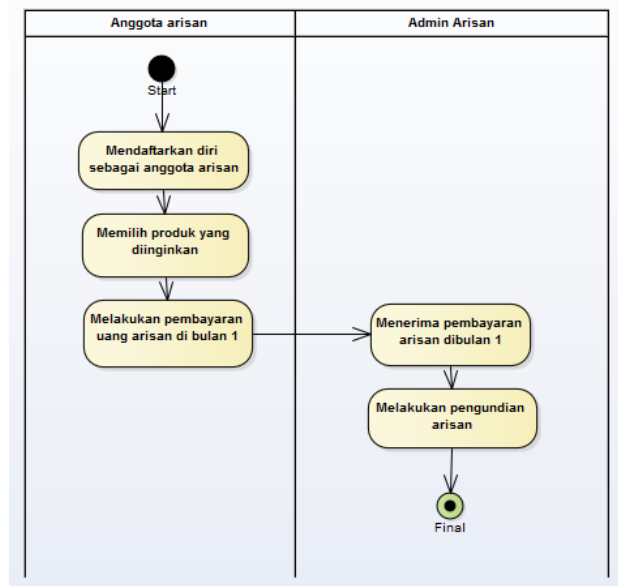 Anggota arisan
Admin Arisan
Start
Mendaftarkan diri
sebagai anggota arisan
Memilih produk yang
diinginkan
Melakukan pembayaran
uang arisan di bulan 1
Menerima pembayaran
arisan dibulan 1
Melakukan pengundian
arisan
Final